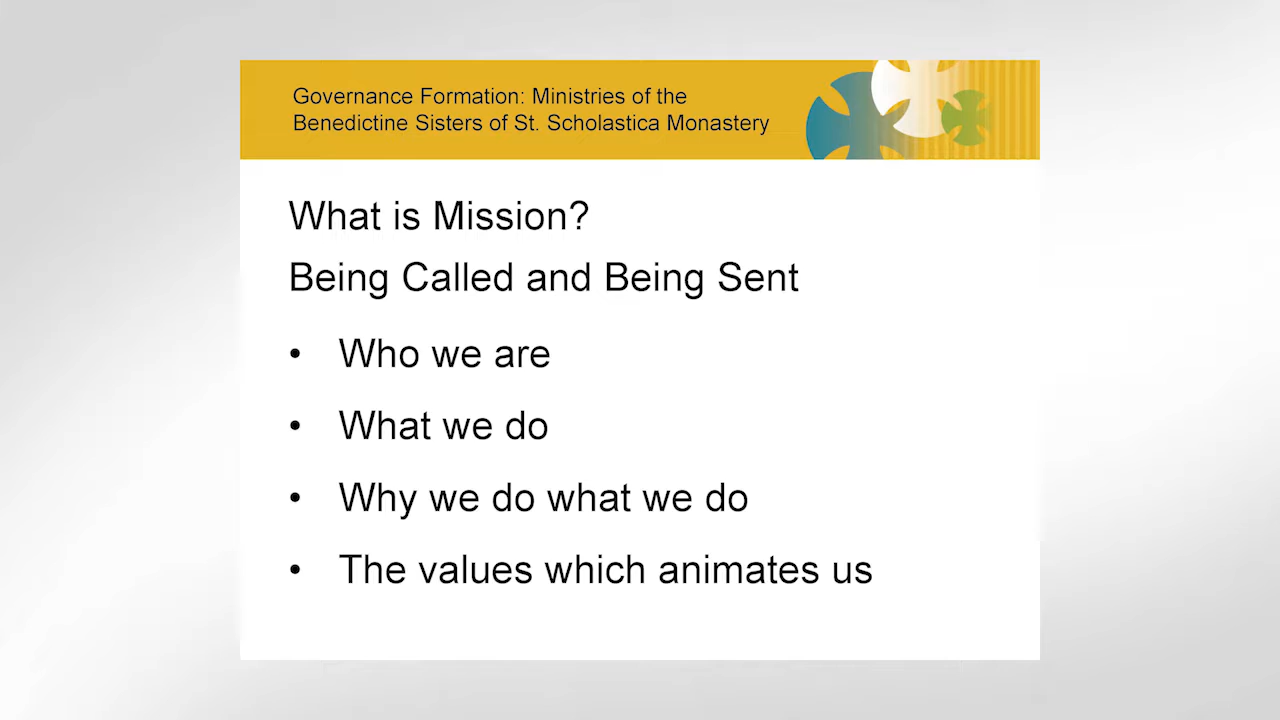 Governance Formation: Ministries of the
Benedictine Sisters of St. Scholastica Monastery
What is Mission?
Being Called and Being Sent
• Who we are
• What we do
• Why we do what we do
• The values which animates us